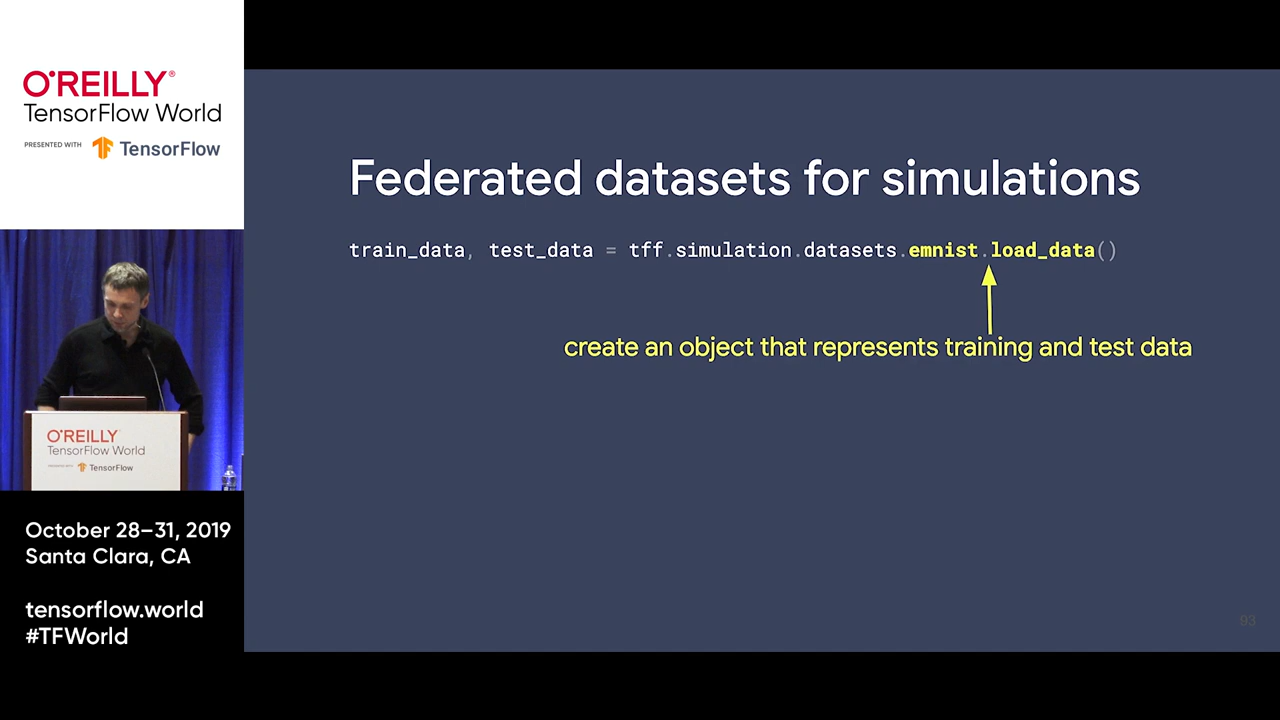 O'REILLY®
TensorFlow World
PRESENTED WITH TensorFlow
Federated datasets for simulations
train_data, test_data = tff.simulation.datasets.emnist.load_data()
create an object that represents training and test data
O'REILLY
TensorFlow World
TensorFlow
October 28–31, 2019
Santa Clara, CA
tensorflow.world
#TFWorld
93